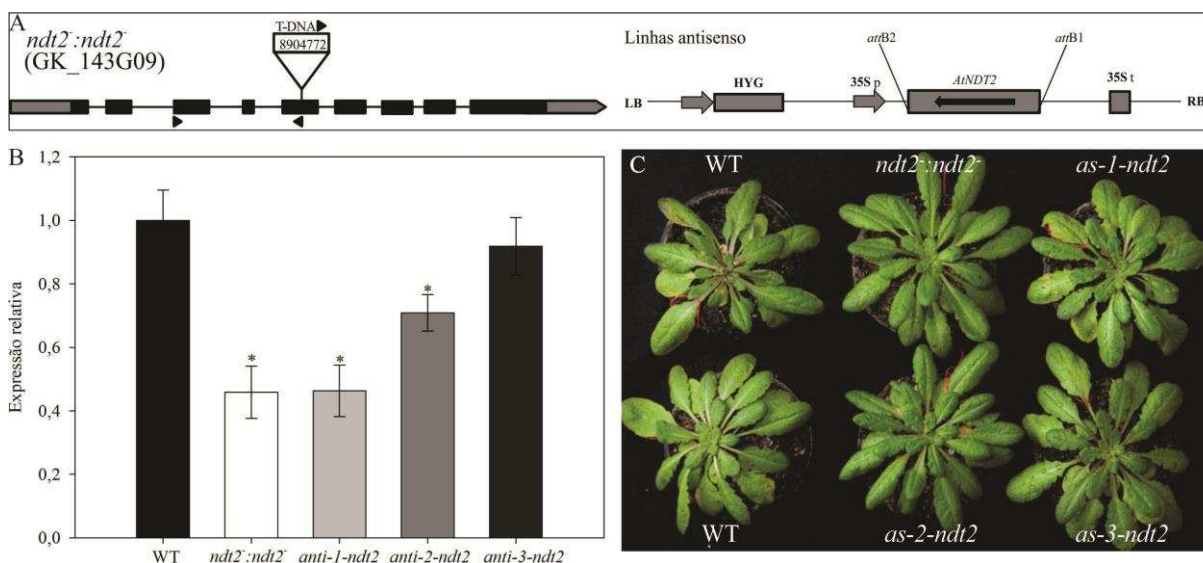 A
ndt2⁻:ndt2⁻
(GK_143G09)
T-DNA
8904772
Linhas antisenso
attB2
attB1
HYG
35S p
AtNDT2
35S t
LB
RB
B
Expressão relativa
1,2
1,0
0,8
0,6
0,4
0,2
0,0
*
*
*
WT
ndt2⁻:ndt2⁻
anti-1-ndt2
anti-2-ndt2
anti-3-ndt2
C
WT
ndt2⁻:ndt2⁻
as-1-ndt2
WT
as-2-ndt2
as-3-ndt2